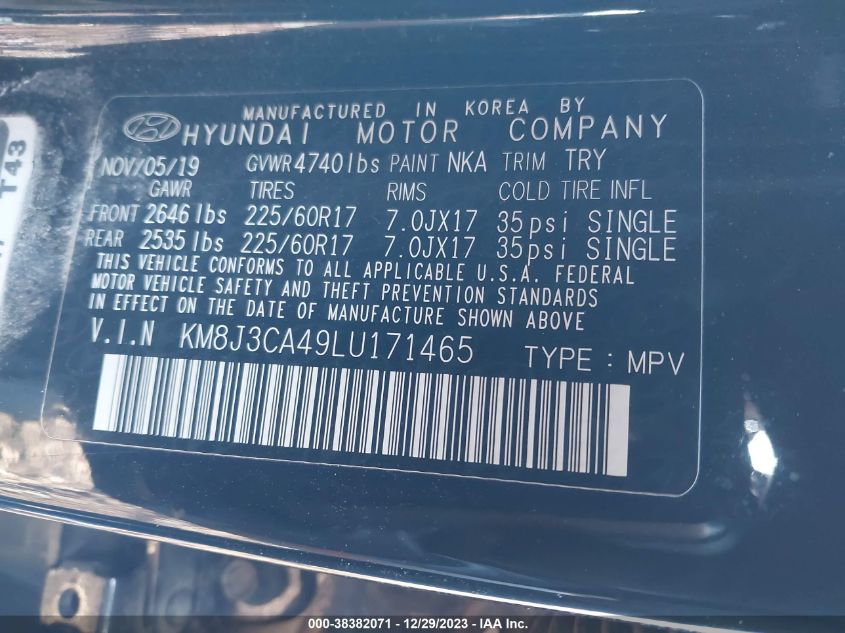 MANUFACTURED IN KOREA BY
HYUNDAI MOTOR COMPANY
NOV/05/19 GVWR 4740 lbs PAINT NKA TRIM TRY
GAWR TIRES RIMS COLD TIRE INFL
FRONT 2646 lbs 225/60R17 7.0JX17 35psi SINGLE
REAR 2535 lbs 225/60R17 7.0JX17 35psi SINGLE
THIS VEHICLE CONFORMS TO ALL APPLICABLE U.S.A. FEDERAL
MOTOR VEHICLE SAFETY AND THEFT PREVENTION STANDARDS
IN EFFECT ON THE DATE OF MANUFACTURE SHOWN ABOVE
V.I.N KM8J3CA49LU171465 TYPE : MPV
T43
000-38382071 - 12/29/2023 - IAA Inc.